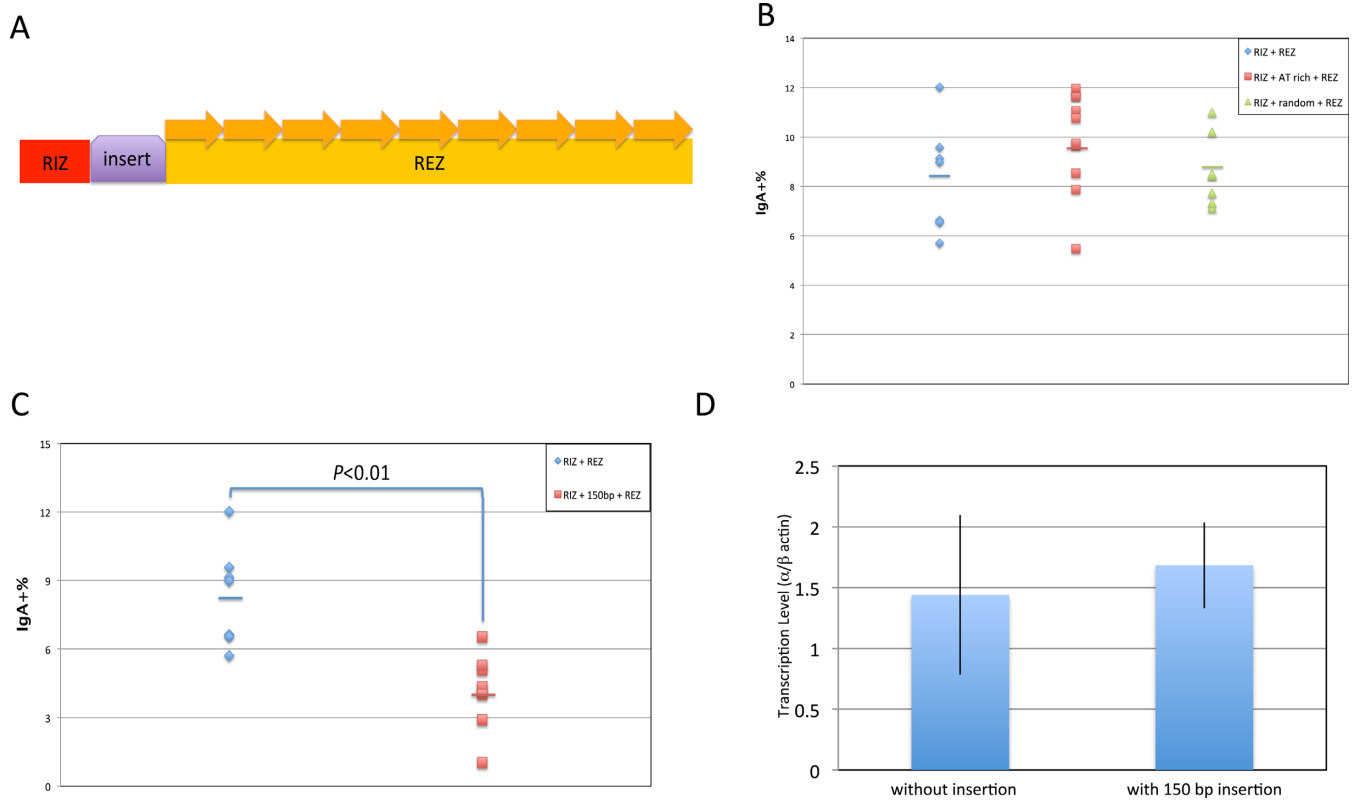 A
RIZ
insert
REZ
B
14
12
10
8
6
4
2
0
IgA+%
RIZ + REZ
RIZ + AT rich + REZ
RIZ + random + REZ
C
15
12
9
6
3
0
IgA+%
P<0.01
RIZ + REZ
RIZ + 150bp + REZ
D
2.5
2
1.5
1
0.5
0
Transcription Level (α/β actin)
without insertion
with 150 bp insertion